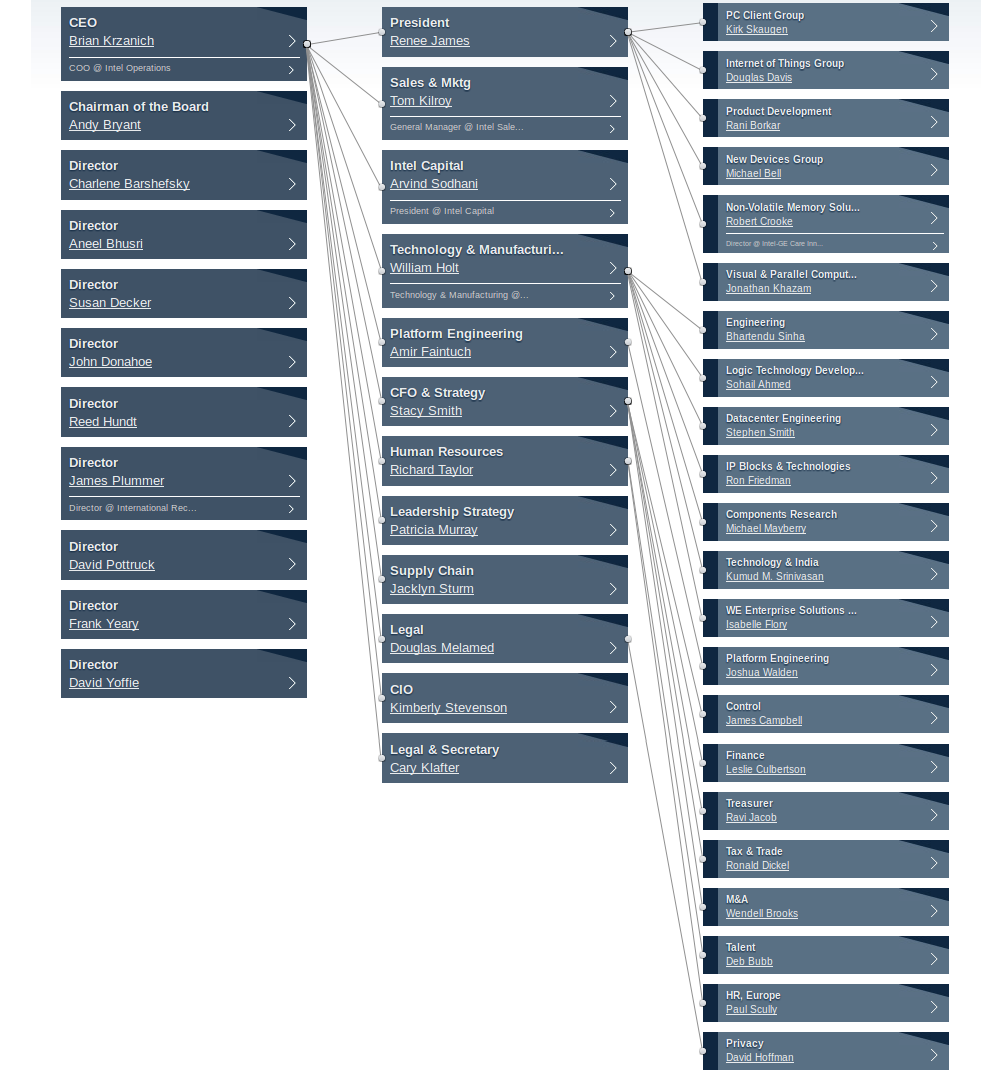 CEO
Brian Krzanich
COO @ Intel Operations
Chairman of the Board
Andy Bryant
Director
Charlene Barshefsky
Director
Aneel Bhusri
Director
Susan Decker
Director
John Donahoe
Director
Reed Hundt
Director
James Plummer
Director @ International Rec...
Director
David Pottruck
Director
Frank Yeary
Director
David Yoffie
President
Renee James
Sales & Mktg
Tom Kilroy
General Manager @ Intel Sale...
Intel Capital
Arvind Sodhani
President @ Intel Capital
Technology & Manufacturi...
William Holt
Technology & Manufacturing @...
Platform Engineering
Amir Faintuch
CFO & Strategy
Stacy Smith
Human Resources
Richard Taylor
Leadership Strategy
Patricia Murray
Supply Chain
Jacklyn Sturm
Legal
Douglas Melamed
CIO
Kimberly Stevenson
Legal & Secretary
Cary Klafter
PC Client Group
Kirk Skaugen
Internet of Things Group
Douglas Davis
Product Development
Rani Borkar
New Devices Group
Michael Bell
Non-Volatile Memory Solu...
Robert Crooke
Director @ Intel-GE Care Inn...
Visual & Parallel Comput...
Jonathan Khazam
Engineering
Bhartendu Sinha
Logic Technology Develop...
Sohail Ahmed
Datacenter Engineering
Stephen Smith
IP Blocks & Technologies
Ron Friedman
Components Research
Michael Mayberry
Technology & India
Kumud M. Srinivasan
WE Enterprise Solutions ...
Isabelle Flory
Platform Engineering
Joshua Walden
Control
James Campbell
Finance
Leslie Culbertson
Treasurer
Ravi Jacob
Tax & Trade
Ronald Dickel
M&A
Wendell Brooks
Talent
Deb Bubb
HR, Europe
Paul Scully
Privacy
David Hoffman